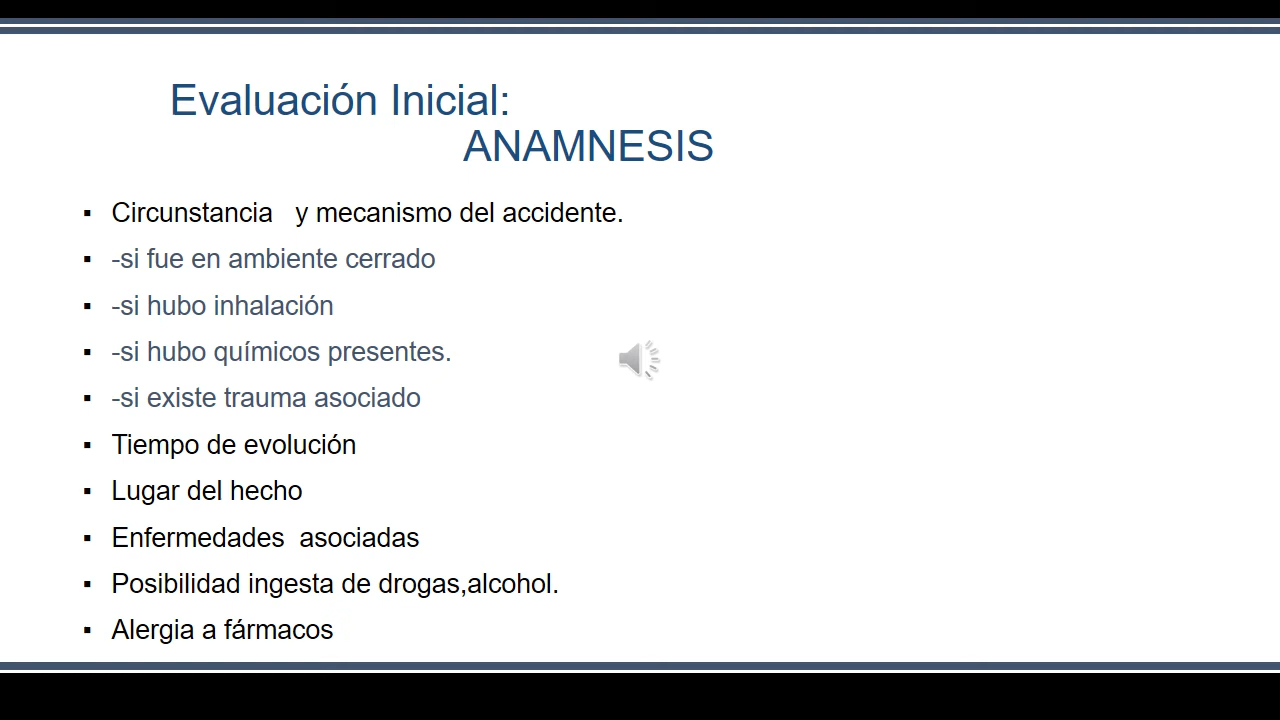 Evaluación Inicial:
ANAMNESIS
▪ Circunstancia y mecanismo del accidente.
▪ -si fue en ambiente cerrado
▪ -si hubo inhalación
▪ -si hubo químicos presentes.
▪ -si existe trauma asociado
▪ Tiempo de evolución
▪ Lugar del hecho
▪ Enfermedades asociadas
▪ Posibilidad ingesta de drogas,alcohol.
▪ Alergia a fármacos